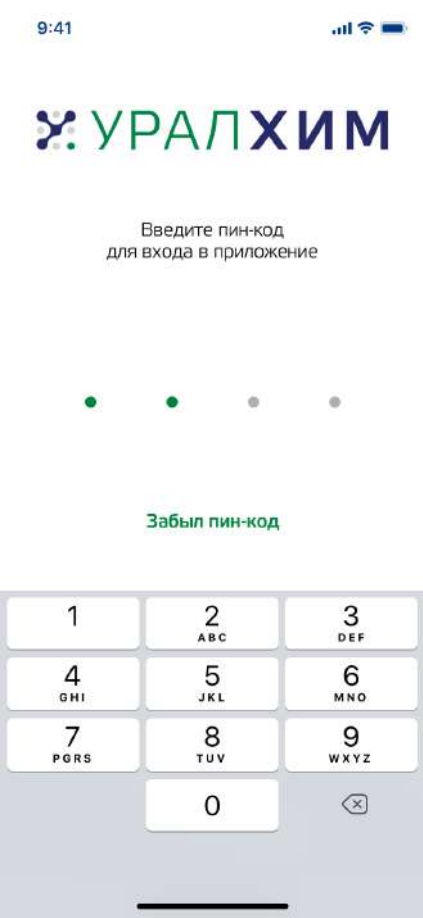 9:41
УРАЛХИМ
Введите пин-код
для входа в приложение
Забыл пин-код
1
2
ABC
3
DEF
4
GHI
5
JKL
6
MNO
7
PGRS
8
TUV
9
WXYZ
0